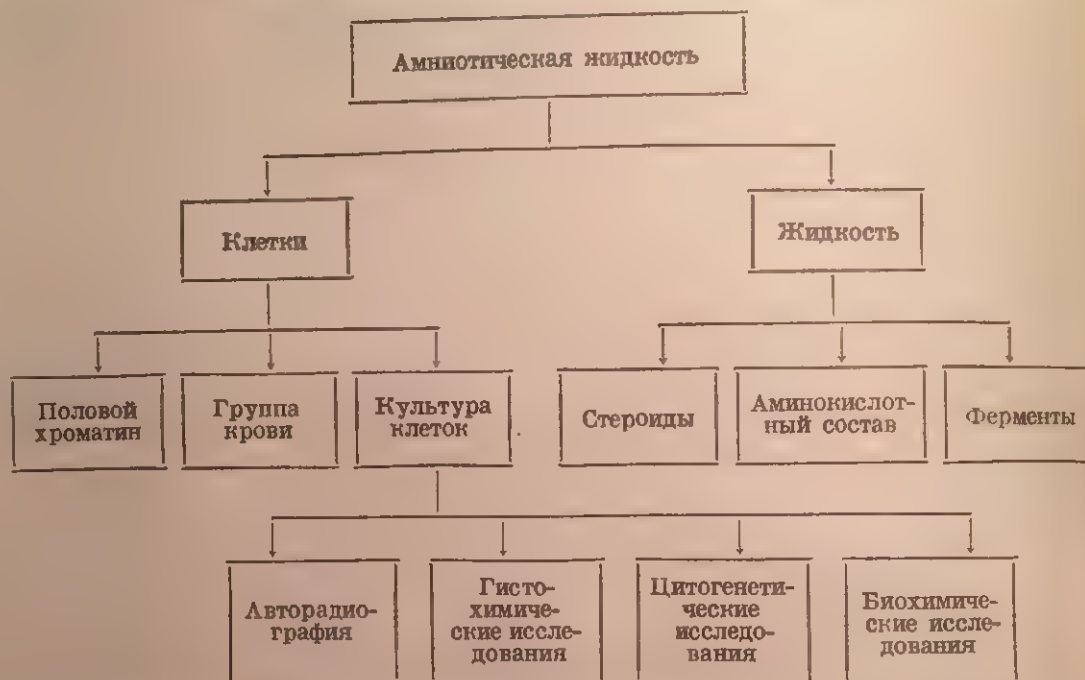 Амниотическая жидкость
Клетки
Жидкость
Половой
хроматин
Группа
крови
Культура
клеток
Стероиды
Аминокислот-
ный состав
Ферменты
Авторадио-
графия
Гисто-
химиче-
ские иссле-
дования
Цитогенети-
ческие
исследо-
вания
Биохимиче-
ские иссле-
дования